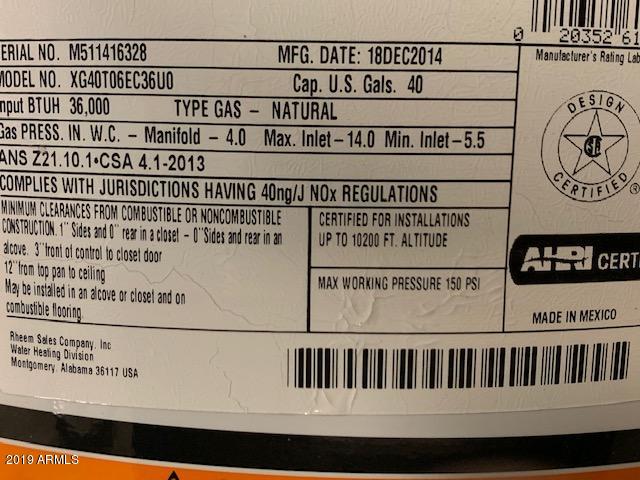 SERIAL NO. M511416328 MFG. DATE: 18DEC2014
MODEL NO. XG40T06EC36U0 Cap. U.S. Gals. 40
Input BTUH 36,000 TYPE GAS – NATURAL
Gas PRESS. IN W.C.– Manifold – 4.0 Max. Inlet–14.0 Min. Inlet–5.5
ANS Z21.10.1•CSA 4.1-2013
COMPLIES WITH JURISDICTIONS HAVING 40ng/J NOx REGULATIONS
MINIMUM CLEARANCES FROM COMBUSTIBLE OR NONCOMBUSTIBLE
CONSTRUCTION. 1" Sides and 0" rear in a closet – 0"Sides and rear in an
alcove. 3"front of control to closet door
12"from top pan to ceiling
May be installed in an alcove or closet and on
combustible flooring
CERTIFIED FOR INSTALLATIONS
UP TO 10200 FT. ALTITUDE
MAX WORKING PRESSURE 150 PSI
0 20352 61
Manufacturer's Rating Lab
DESIGN
CERTIFIED
®
AHRI CERTI
MADE IN MEXICO
Rheem Sales Company, Inc
Water Heating Division
Montgomery, Alabama 36117 USA
2019 ARMLS